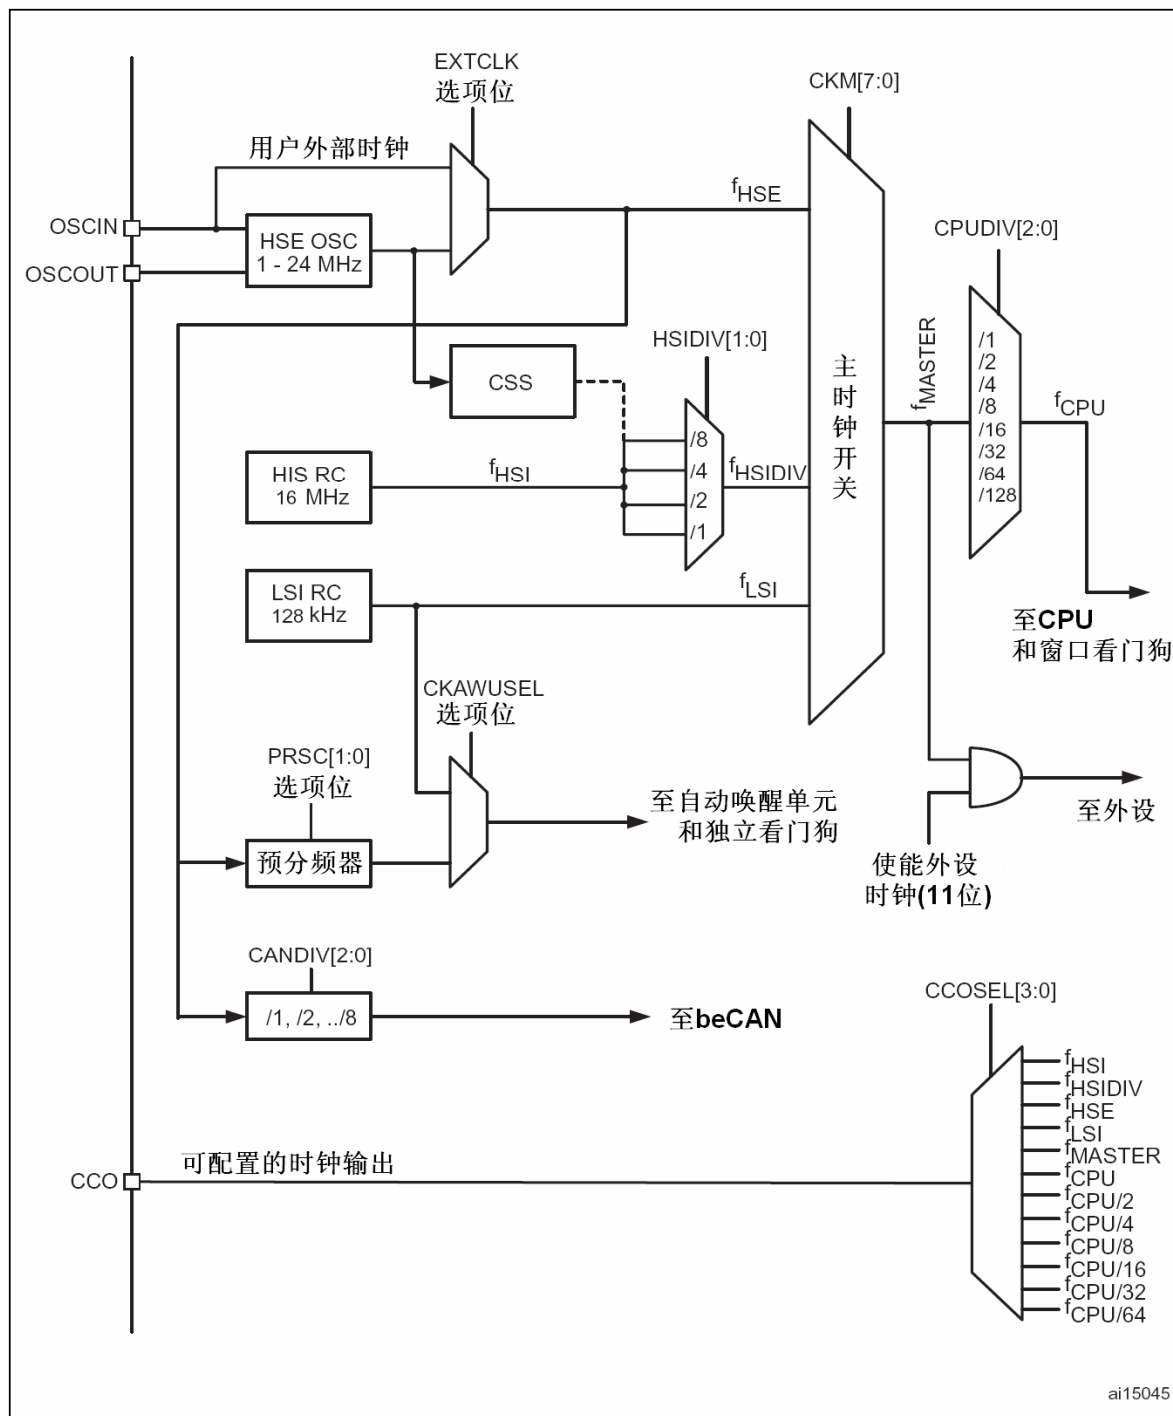 EXTCLK
选项位
CKM[7:0]
用户外部时钟
fHSE
OSCIN
HSE OSC
1 - 24 MHz
CPUDIV[2:0]
OSCOUT
HSIDIV[1:0]
CSS
主时钟开关
fMASTER
/1
/2
/4
/8
/16
/32
/64
/128
fCPU
/8
/4
/2
/1
HIS RC
16 MHz
fHSI
fHSIDIV
LSI RC
128 kHz
fLSI
至CPU
和窗口看门狗
CKAWUSEL
选项位
PRSC[1:0]
选项位
至自动唤醒单元
和独立看门狗
至外设
预分频器
使能外设
时钟(11位)
CANDIV[2:0]
/1, /2, ../8
至beCAN
CCOSEL[3:0]
fHSI
fHSIDIV
fHSE
fLSI
fMASTER
fCPU
fCPU/2
fCPU/4
fCPU/8
fCPU/16
fCPU/32
fCPU/64
CCO
可配置的时钟输出
ai15045